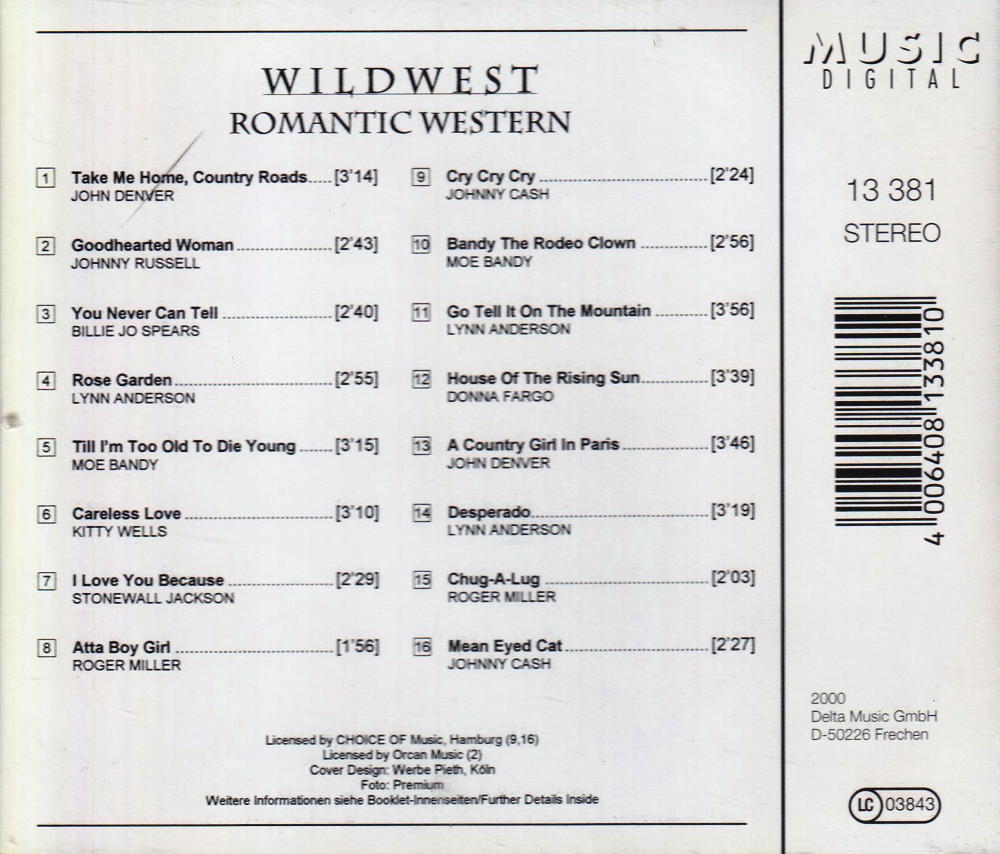 WILDWEST
ROMANTIC WESTERN
1 Take Me Home, Country Roads.....[3'14]
JOHN DENVER
2 Goodhearted Woman [2'43]
JOHNNY RUSSELL
3 You Never Can Tell [2'40]
BILLIE JO SPEARS
4 Rose Garden [2'55]
LYNN ANDERSON
5 Till I'm Too Old To Die Young [3'15]
MOE BANDY
6 Careless Love [3'10]
KITTY WELLS
7 I Love You Because [2'29]
STONEWALL JACKSON
8 Atta Boy Girl [1'56]
ROGER MILLER
9 Cry Cry Cry [2'24]
JOHNNY CASH
10 Bandy The Rodeo Clown [2'56]
MOE BANDY
11 Go Tell It On The Mountain [3'56]
LYNN ANDERSON
12 House Of The Rising Sun [3'39]
DONNA FARGO
13 A Country Girl In Paris [3'46]
JOHN DENVER
14 Desperado [3'19]
LYNN ANDERSON
15 Chug-A-Lug [2'03]
ROGER MILLER
16 Mean Eyed Cat [2'27]
JOHNNY CASH
Licensed by CHOICE OF Music, Hamburg (9,16)
Licensed by Orcan Music (2)
Cover Design: Werbe Pieth, Köln
Foto: Premium
Weitere Informationen siehe Booklet-Innenseiten/Further Details Inside
MUSIC
DIGITAL
13 381
STEREO
4 006408 133810
2000
Delta Music GmbH
D-50226 Frechen
LC 03843